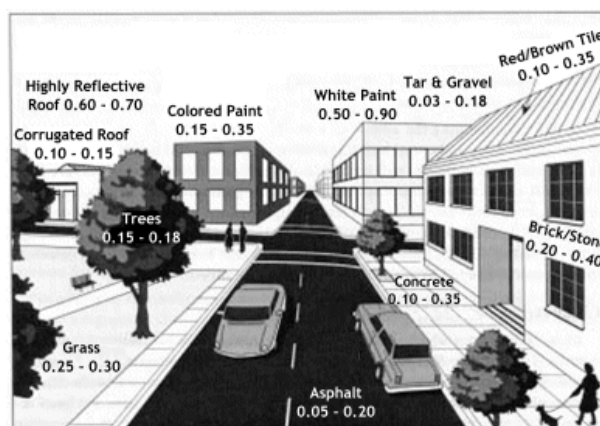 Highly Reflective
Roof 0.60 - 0.70
Corrugated Roof
0.10 - 0.15
Colored Paint
0.15 - 0.35
White Paint
0.50 - 0.90
Tar & Gravel
0.03 - 0.18
Red/Brown Tile
0.10 - 0.35
Trees
0.15 - 0.18
Brick/Stone
0.20 - 0.40
Concrete
0.10 - 0.35
Grass
0.25 - 0.30
Asphalt
0.05 - 0.20